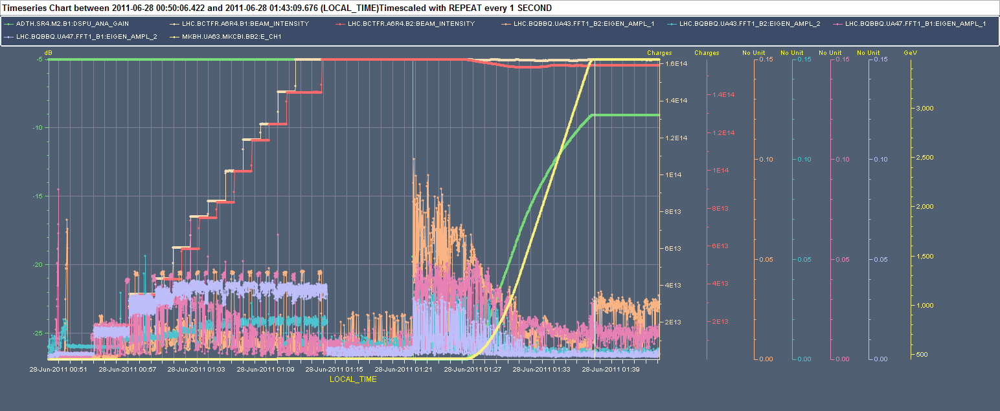 Timeseries Chart between 2011-06-28 00:50:06.422 and 2011-06-28 01:43:09.676 (LOCAL_TIME)Timescaled with REPEAT every 1 SECOND
ADTH.SR4.M2.B1:DSPU_ANA_GAIN LHC.BCTFR.A6R4.B1:BEAM_INTENSITY LHC.BCTFR.A6R4.B2:BEAM_INTENSITY LHC.BQBBQ.UA43.FFT1_B2:EIGEN_AMPL_1 LHC.BQBBQ.UA43.FFT1_B2:EIGEN_AMPL_2 LHC.BQBBQ.UA47.FFT1_B1:EIGEN_AMPL_1
LHC.BQBBQ.UA47.FFT1_B1:EIGEN_AMPL_2 MKBH.UA63.MKCBI.BB2:E_CH1
dB Charges Charges No Unit No Unit No Unit No Unit GeV
-5 1.6E14 0.15 0.15 0.15 0.15
1.4E14 1.4E14
3,000
-10 1.2E14 1.2E14
0.10 0.10 0.10 0.10 2,500
1E14 1E14
-15
8E13 8E13 2,000
6E13 6E13
1,500
-20 0.05 0.05 0.05 0.05
4E13 4E13
1,000
2E13 2E13
-25
500
0.00 0.00 0.00 0.00
28-Jun-2011 00:51 28-Jun-2011 00:57 28-Jun-2011 01:03 28-Jun-2011 01:09 28-Jun-2011 01:15 28-Jun-2011 01:21 28-Jun-2011 01:27 28-Jun-2011 01:33 28-Jun-2011 01:39
LOCAL_TIME